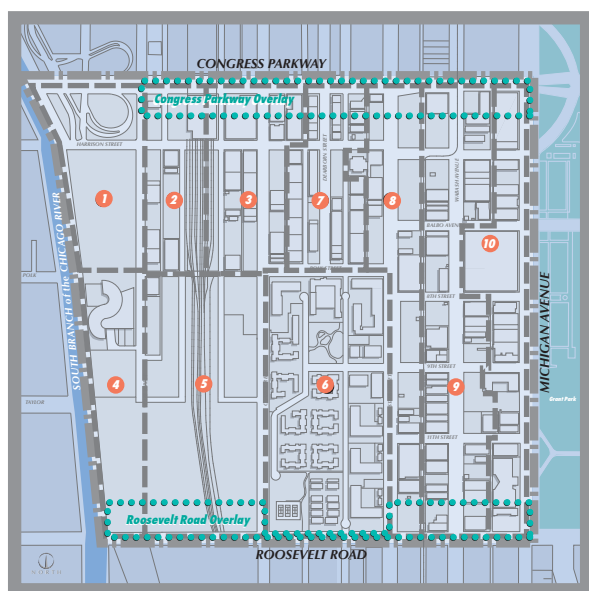 CONGRESS PARKWAY
Congress Parkway Overlay
HARRISON STREET
DEARBORN STREET
WABASH AVENUE
1
2
3
7
8
BALBO AVENUE
10
SOUTH BRANCH of the CHICAGO RIVER
POLK
8TH STREET
MICHIGAN AVENUE
9TH STREET
4
5
6
9
Grant Park
TAYLOR
11TH STREET
Roosevelt Road Overlay
ROOSEVELT ROAD
NORTH